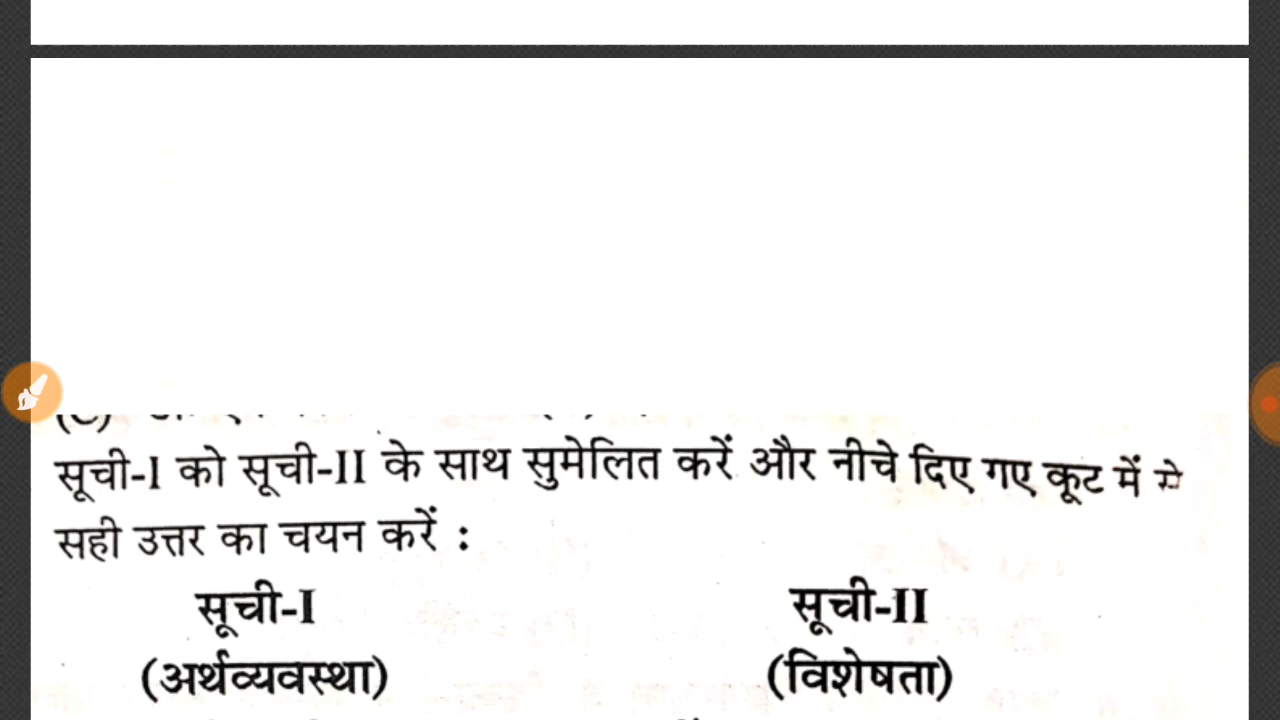 सूची-I को सूची-II के साथ सुमेलित करें और नीचे दिए गए कूट में से
सही उत्तर का चयन करें :
सूची-I सूची-II
(अर्थव्यवस्था) (विशेषता)